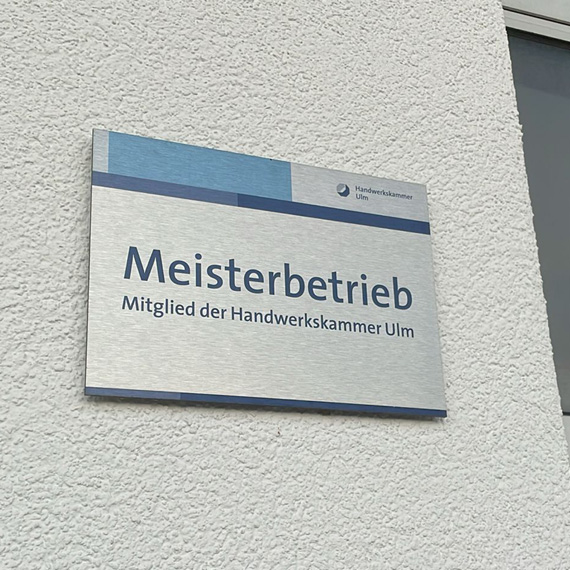 Handwerkskammer
Ulm
Meisterbetrieb
Mitglied der Handwerkskammer Ulm